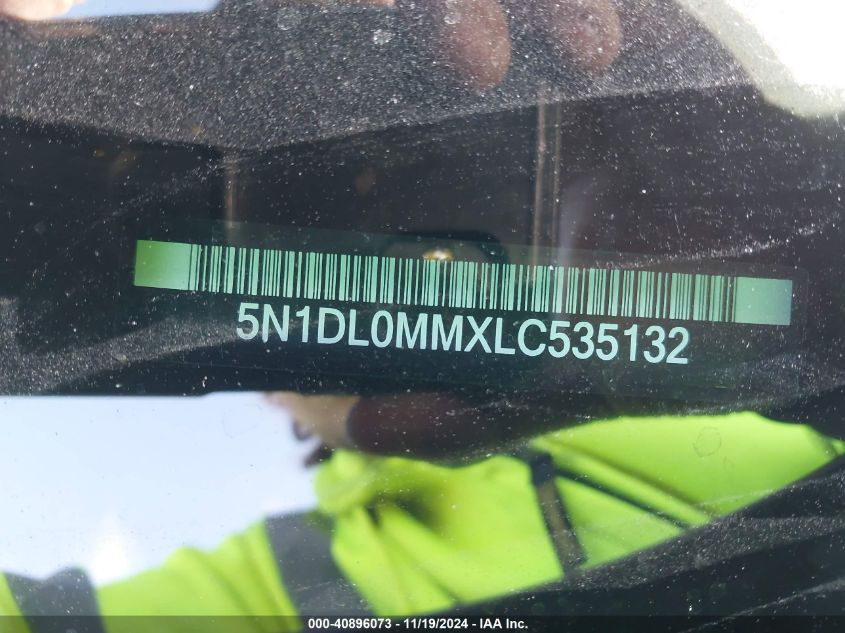 5N1DL0MMXLC535132
000-40896073 - 11/19/2024 - IAA Inc.